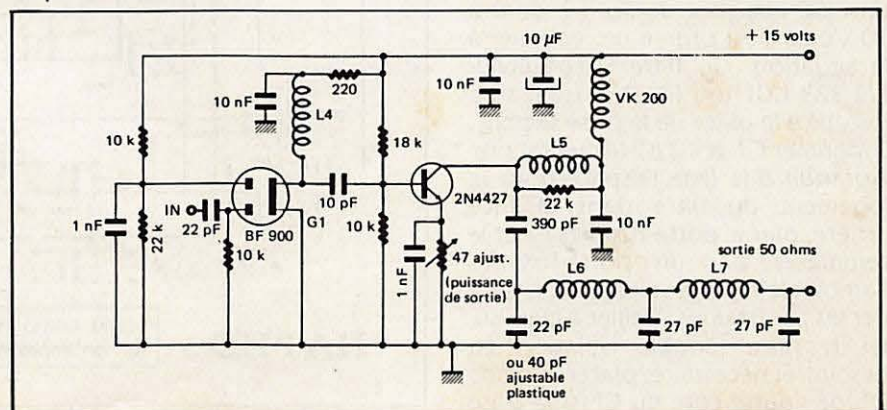 10 µF
+ 15 volts
10 nF
220
10 nF
VK 200
L4
10 k
18 k
L5
10 pF
2N4427
IN
22 pF
BF 900
G1
22 k
1 nF
22 k
10 k
10 k
390 pF
10 nF
47 ajust.
(puissance
de sortie)
1 nF
sortie 50 ohms
L6
L7
22 pF
27 pF
27 pF
ou 40 pF
ajustable
plastique